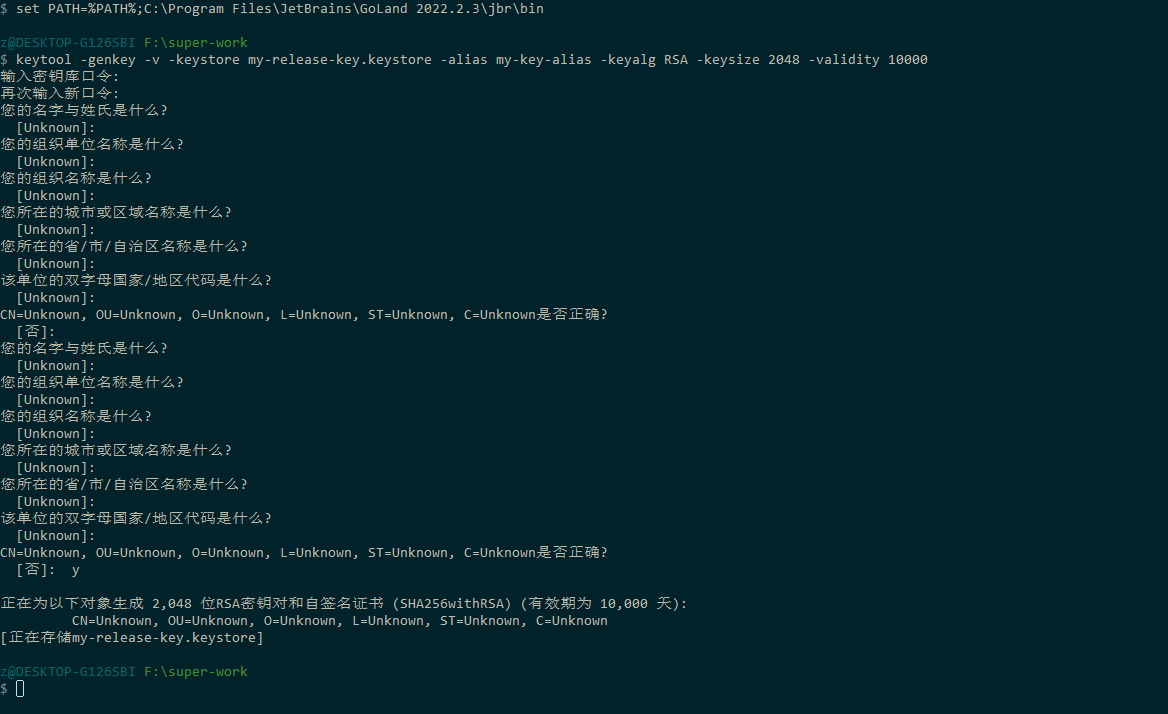 $ set PATH=%PATH%;C:\Program Files\JetBrains\GoLand 2022.2.3\jbr\bin
z@DESKTOP-G126SBI F:\super-work
$ keytool -genkey -v -keystore my-release-key.keystore -alias my-key-alias -keyalg RSA -keysize 2048 -validity 10000
输入密钥库口令:
再次输入新口令:
您的名字与姓氏是什么?
[Unknown]:
您的组织单位名称是什么?
[Unknown]:
您的组织名称是什么?
[Unknown]:
您所在的城市或区域名称是什么?
[Unknown]:
您所在的省/市/自治区名称是什么?
[Unknown]:
该单位的双字母国家/地区代码是什么?
[Unknown]:
CN=Unknown, OU=Unknown, O=Unknown, L=Unknown, ST=Unknown, C=Unknown是否正确?
[否]:
您的名字与姓氏是什么?
[Unknown]:
您的组织单位名称是什么?
[Unknown]:
您的组织名称是什么?
[Unknown]:
您所在的城市或区域名称是什么?
[Unknown]:
您所在的省/市/自治区名称是什么?
[Unknown]:
该单位的双字母国家/地区代码是什么?
[Unknown]:
CN=Unknown, OU=Unknown, O=Unknown, L=Unknown, ST=Unknown, C=Unknown是否正确?
[否]:  y
正在为以下对象生成 2,048 位RSA密钥对和自签名证书 (SHA256withRSA) (有效期为 10,000 天):
CN=Unknown, OU=Unknown, O=Unknown, L=Unknown, ST=Unknown, C=Unknown
[正在存储my-release-key.keystore]
z@DESKTOP-G126SBI F:\super-work
$